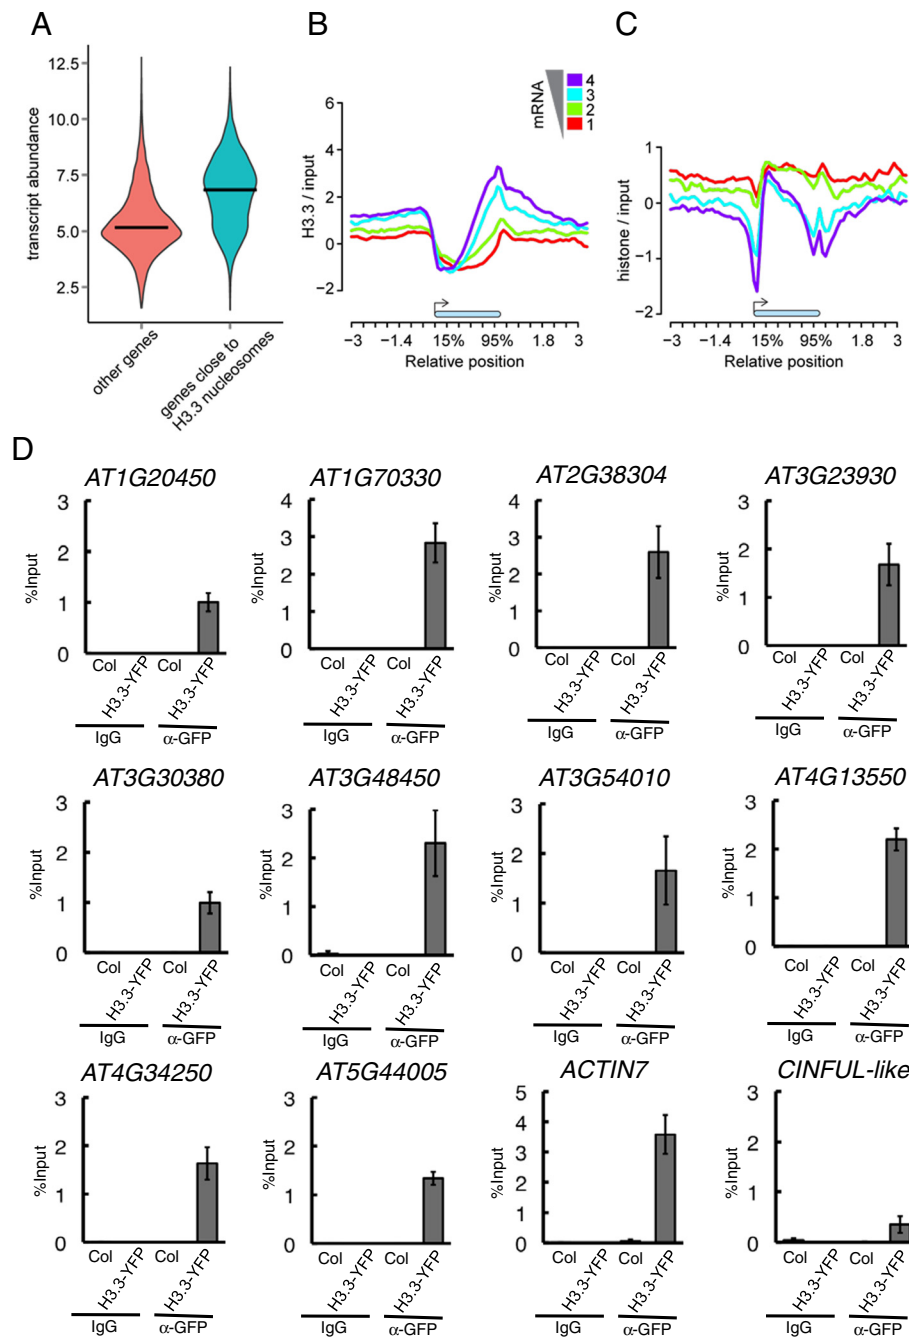 A
transcript abundance
12.5
10.0
7.5
5.0
2.5
other genes
genes close to
H3.3 nucleosomes
B
H3.3 / input
6
4
2
0
−2
mRNA
4
3
2
1
−3 −1.4 15% 95% 1.8 3
Relative position
C
histone / input
1
0
−1
−2
−3 −1.4 15% 95% 1.8 3
Relative position
D
AT1G20450
%Input
3
2
1
0
Col H3.3-YFP Col H3.3-YFP
IgG α-GFP
AT1G70330
%Input
4
3
2
1
0
Col H3.3-YFP Col H3.3-YFP
IgG α-GFP
AT2G38304
%Input
4
3
2
1
0
Col H3.3-YFP Col H3.3-YFP
IgG α-GFP
AT3G23930
%Input
3
2
1
0
Col H3.3-YFP Col H3.3-YFP
IgG α-GFP
AT3G30380
%Input
3
2
1
0
Col H3.3-YFP Col H3.3-YFP
IgG α-GFP
AT3G48450
%Input
3
2
1
0
Col H3.3-YFP Col H3.3-YFP
IgG α-GFP
AT3G54010
%Input
3
2
1
0
Col H3.3-YFP Col H3.3-YFP
IgG α-GFP
AT4G13550
%Input
3
2
1
0
Col H3.3-YFP Col H3.3-YFP
IgG α-GFP
AT4G34250
%Input
3
2
1
0
Col H3.3-YFP Col H3.3-YFP
IgG α-GFP
AT5G44005
%Input
3
2
1
0
Col H3.3-YFP Col H3.3-YFP
IgG α-GFP
ACTIN7
%Input
5
4
3
2
1
0
Col H3.3-YFP Col H3.3-YFP
IgG α-GFP
CINFUL-like
%Input
3
2
1
0
Col H3.3-YFP Col H3.3-YFP
IgG α-GFP